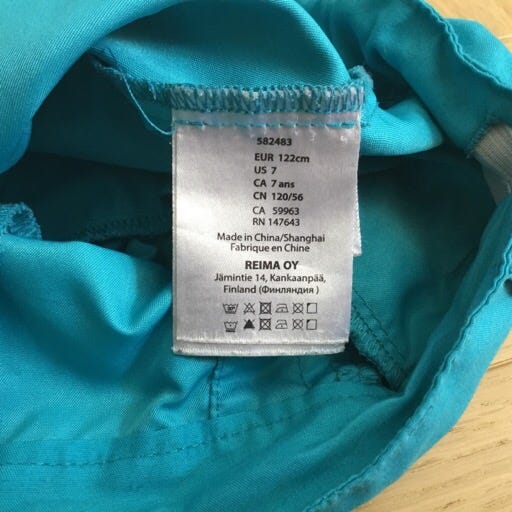 582483
EUR 122cm
US 7
CA 7 ans
CN 120/56
CA 59963
RN 147643
Made in China/Shanghai
Fabrique en Chine
REIMA OY
Jämintie 14, Kankaanpää,
Finland (Финляндия )